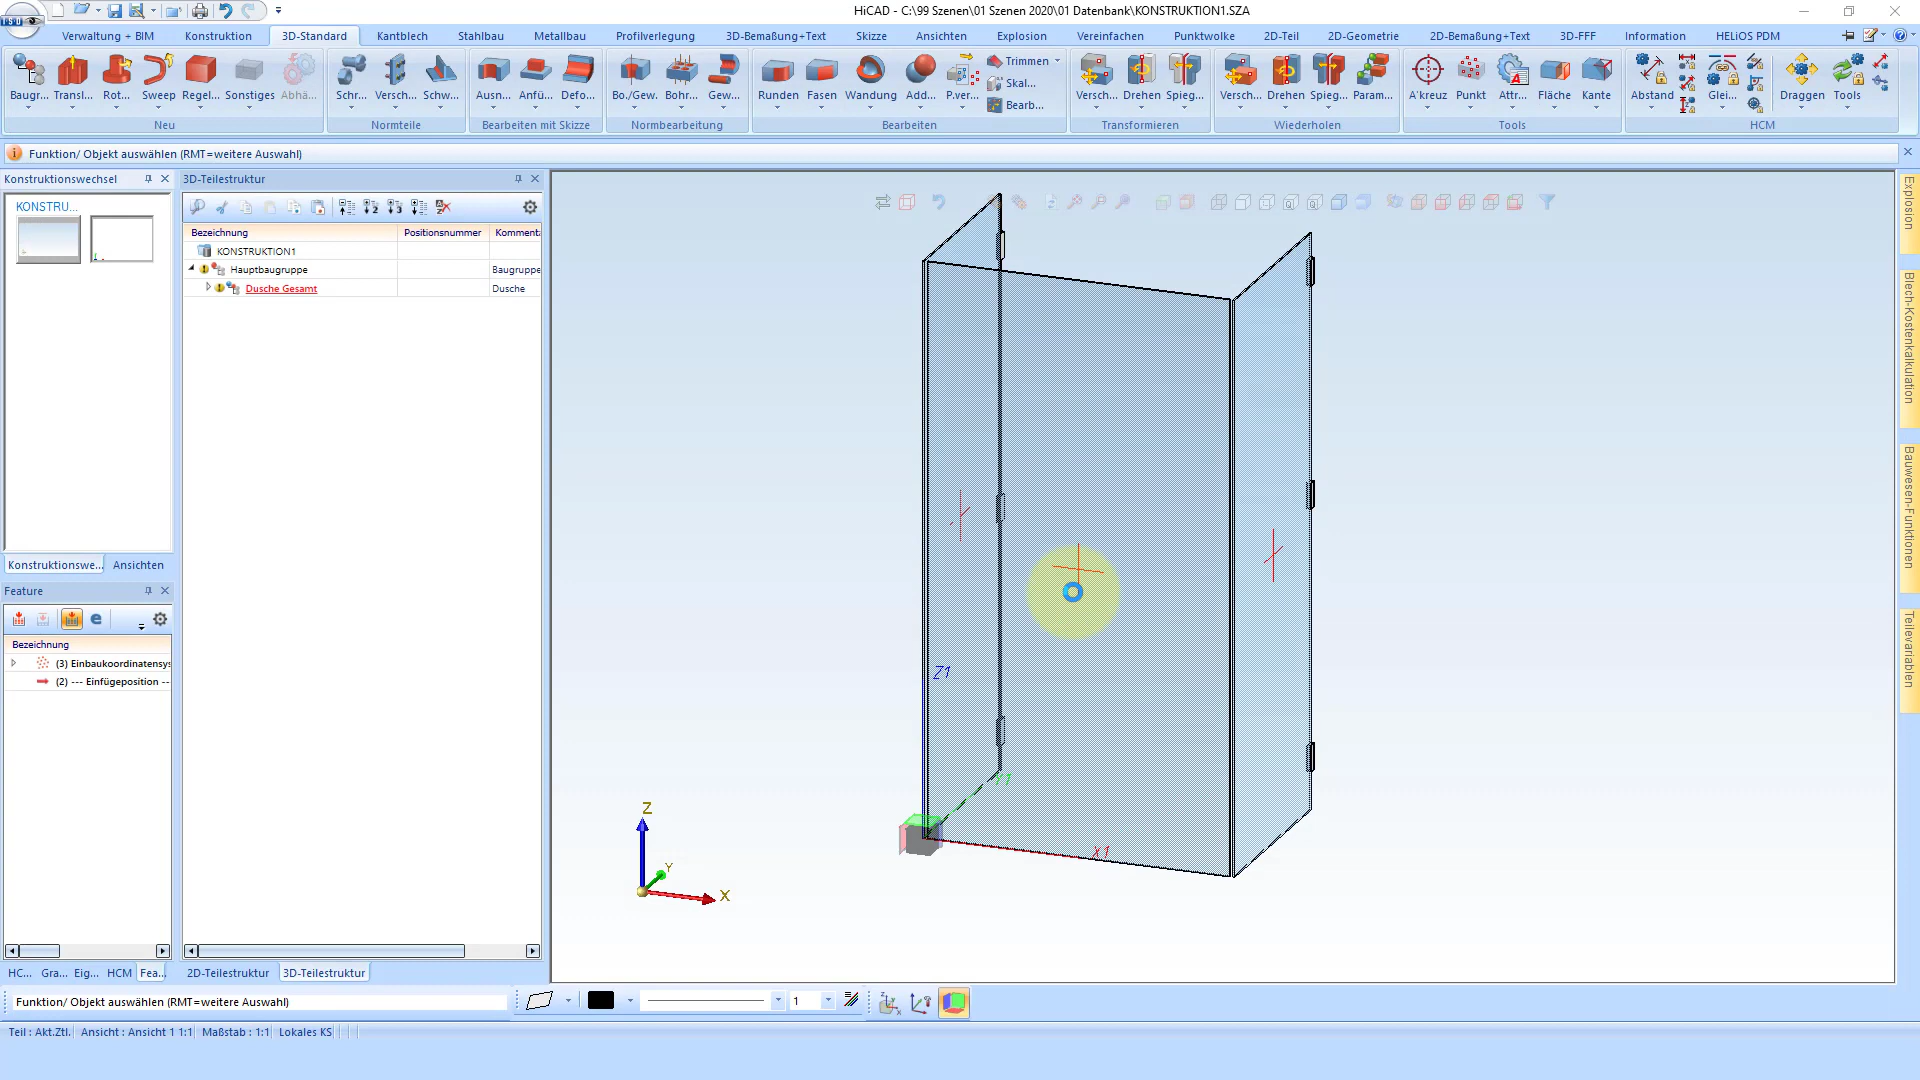 HiCAD - C:\99 Szenen\01 Szenen 2020\01 Datenbank\KONSTRUKTION1.SZA
ISD
Verwaltung + BIM Konstruktion 3D-Standard Kantblech Stahlbau Metallbau Profilverlegung 3D-Bemaßung+Text Skizze Ansichten Explosion Vereinfachen Punktwolke 2D-Teil 2D-Geometrie 2D-Bemaßung+Text 3D-FFF Information HELiOS PDM
Trimmen
Skal...
Bearb...
Baugr... Transl... Rot... Sweep Regel... Sonstiges Abhä... Schr... Versch... Schw... Ausn... Anfü... Defo... Bo./Gew. Bohr... Gew... Runden Fasen Wandung Add... P.ver... Versch... Drehen Spieg... Versch... Drehen Spieg... Param... A'kreuz Punkt Attr... Fläche Kante Abstand Glei... Draggen Tools
Neu Normteile Bearbeiten mit Skizze Normbearbeitung Bearbeiten Transformieren Wiederholen Tools HCM
Funktion/ Objekt auswählen (RMT=weitere Auswahl)
Konstruktionswechsel
KONSTRU...
Konstruktionswe... Ansichten
Feature
Bezeichnung
(3) Einbaukoordinatensy
(2) --- Einfügeposition --
HC... Gra... Eig... HCM Fea...
3D-Teilestruktur
Bezeichnung Positionsnummer Kommenta
KONSTRUKTION1
Hauptbaugruppe Baugruppe
Dusche Gesamt Dusche
2D-Teilestruktur 3D-Teilestruktur
Z1
Y1
X1
Z
Y
X
Explosion
Blech-Kostenkalkulation
Bauwesen-Funktionen
Teilevariablen
Funktion/ Objekt auswählen (RMT=weitere Auswahl)
1
Teil : Akt.Ztl. Ansicht : Ansicht 1 1:1 Maßstab : 1:1 Lokales KS